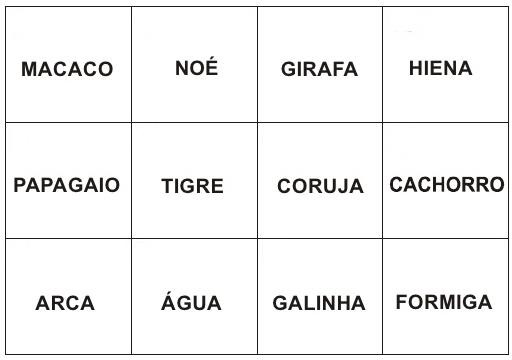 MACACO NOÉ GIRAFA HIENA
PAPAGAIO TIGRE CORUJA CACHORRO
ARCA ÁGUA GALINHA FORMIGA